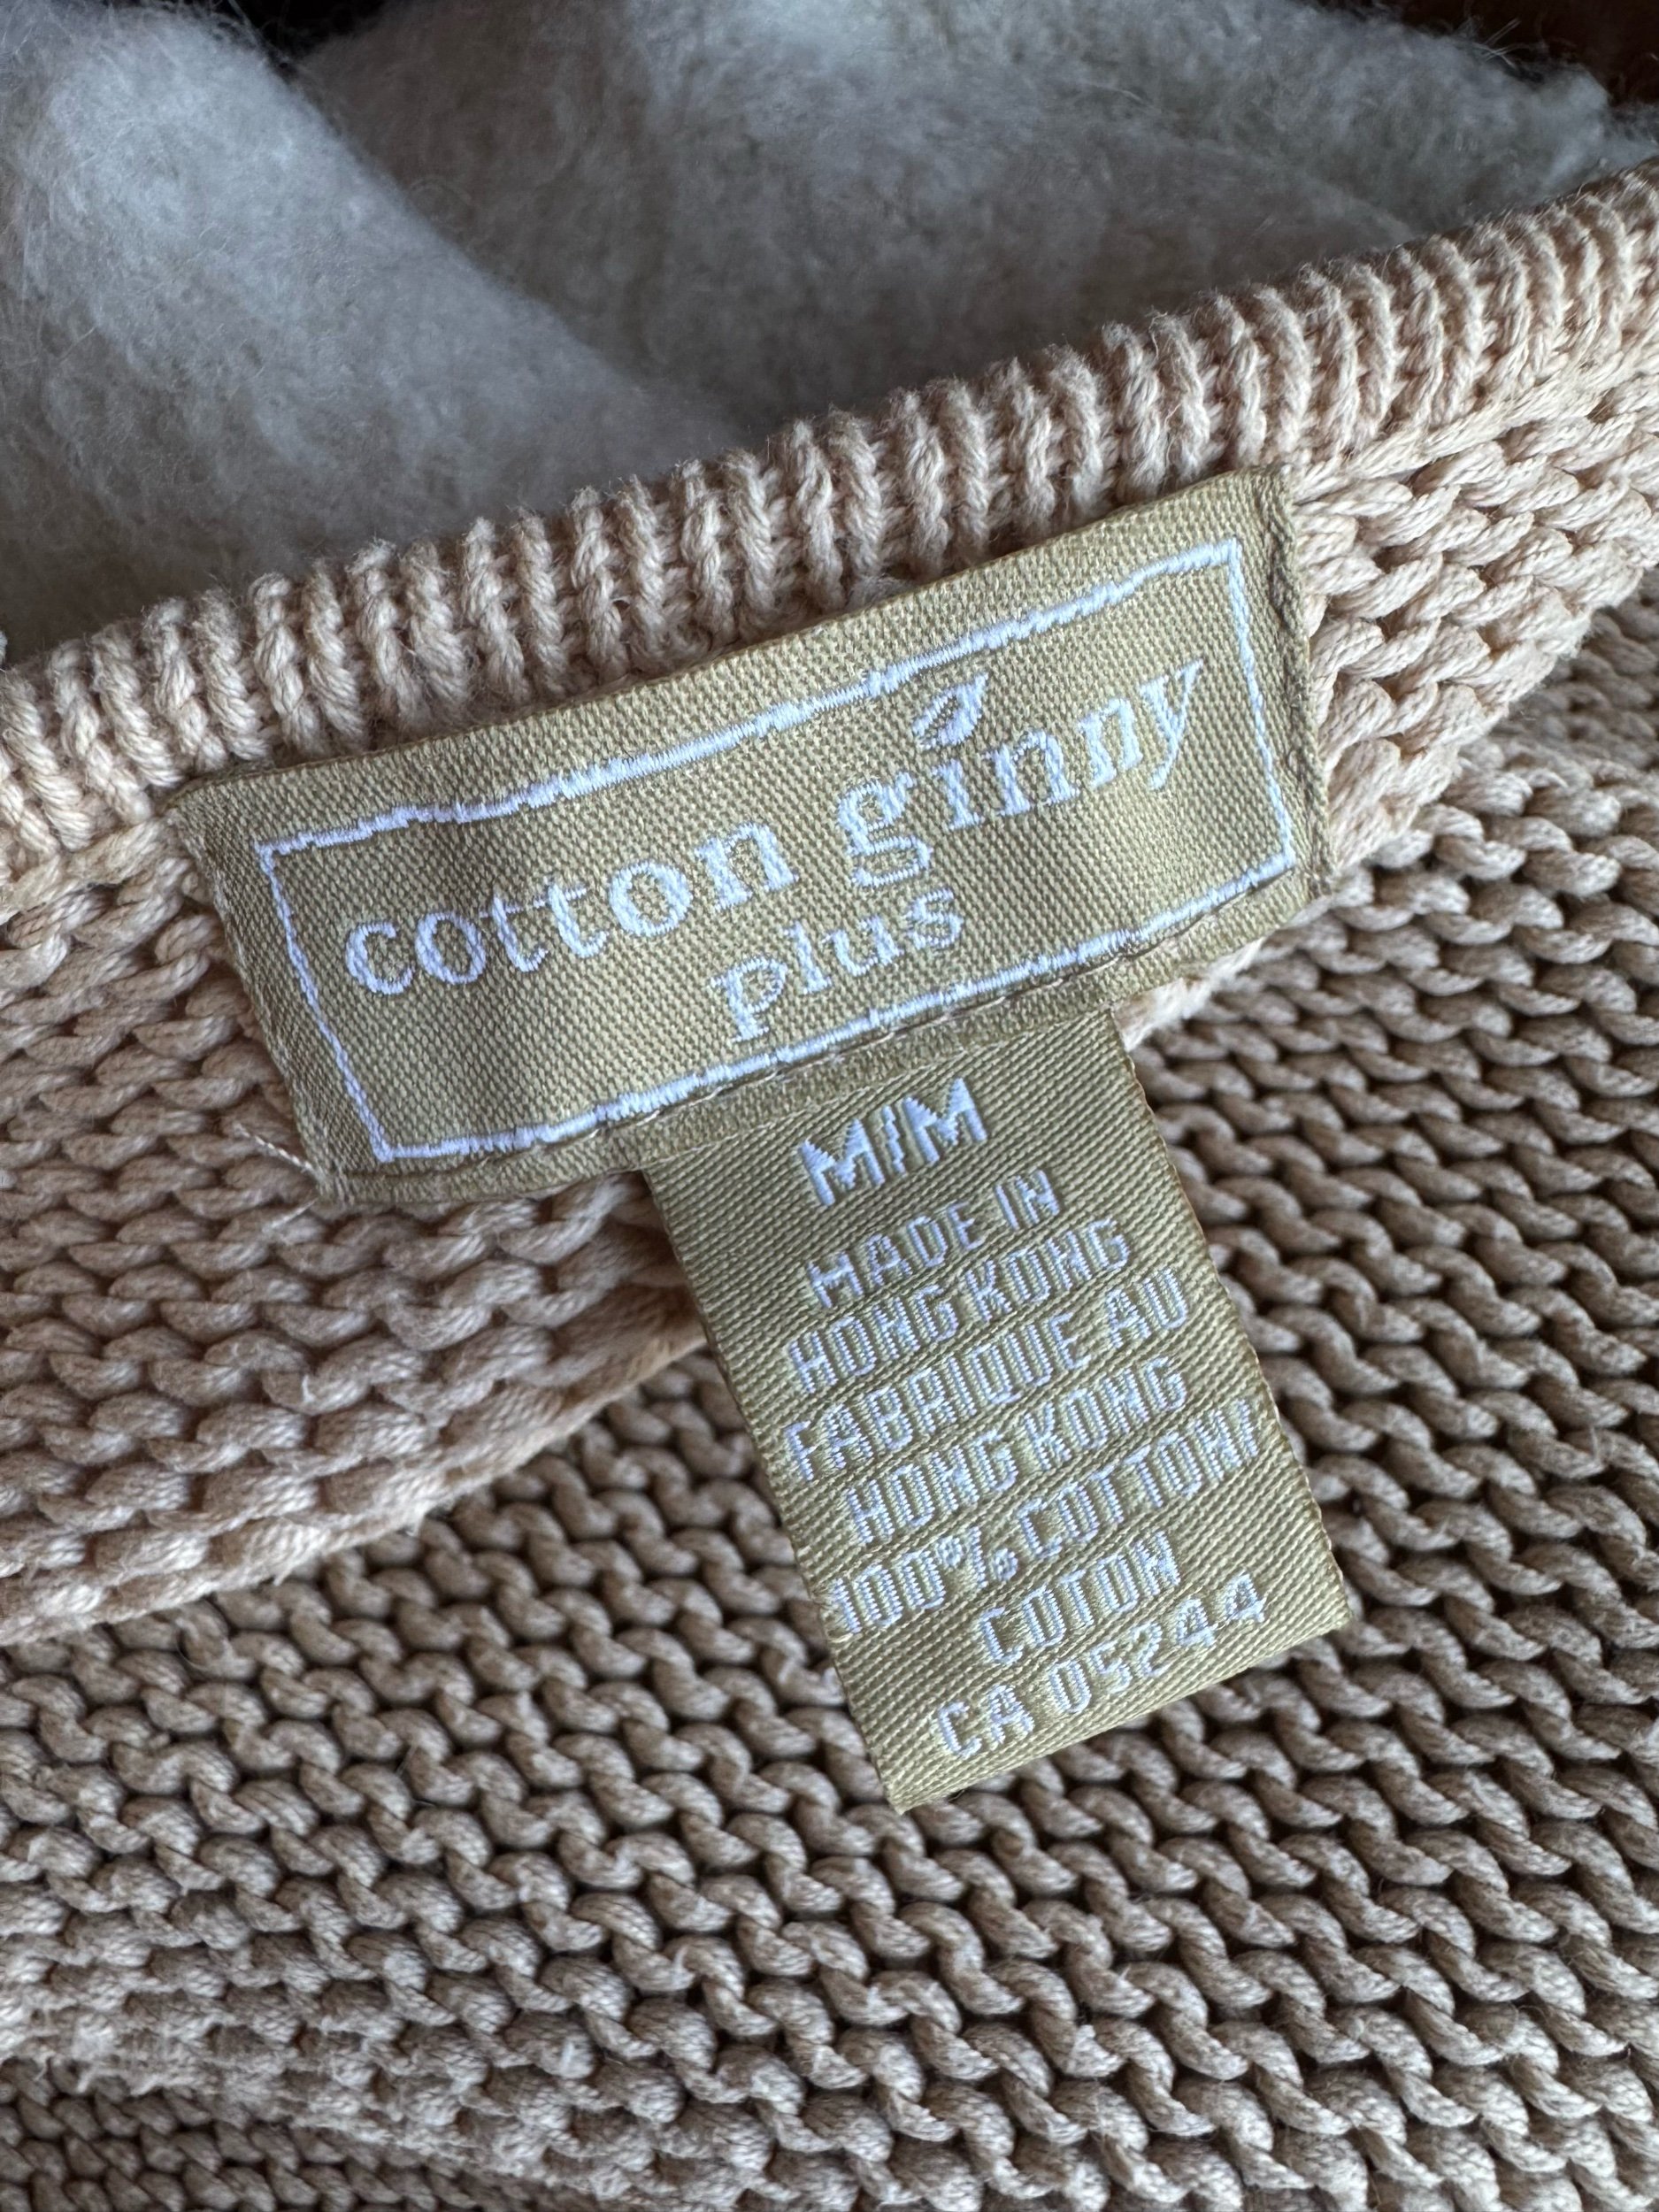 cotton ginny
plus
M/M
MADE IN
HONG KONG
FABRIQUE AU
HONG KONG
100% COTTON/
COTON
CA 05244